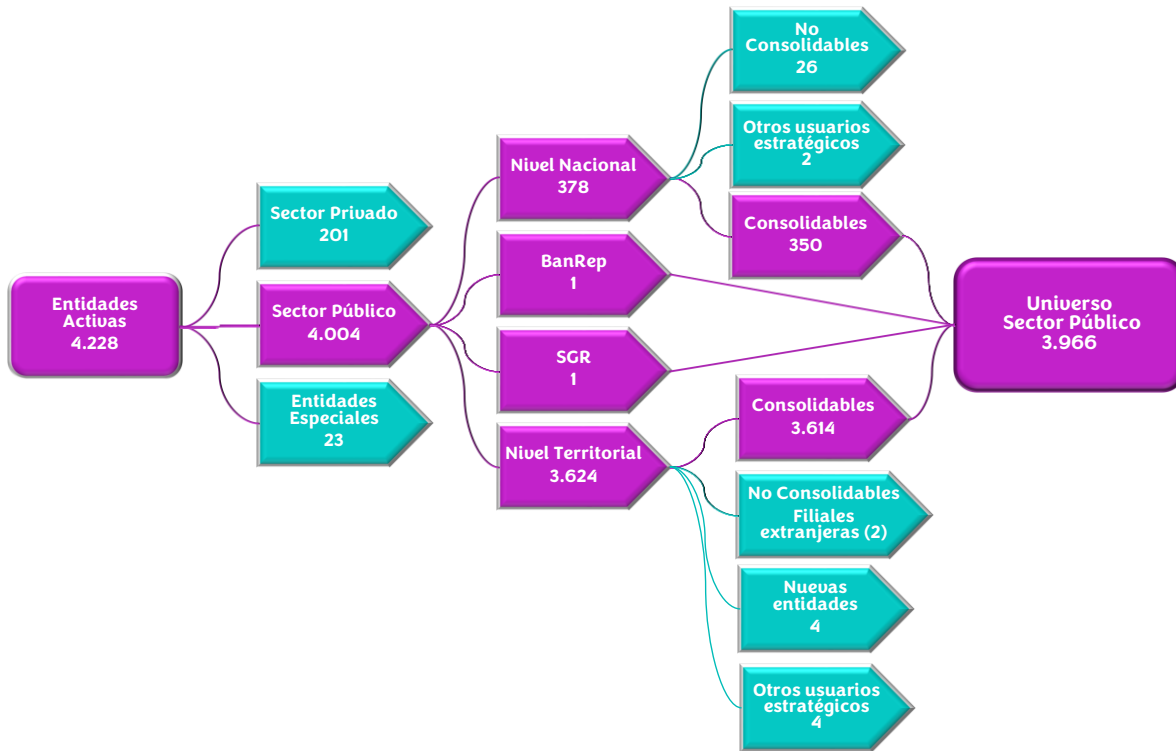 Entidades
Activas
4.228
Sector Privado
201
Sector Público
4.004
Entidades
Especiales
23
Nivel Nacional
378
BanRep
1
SGR
1
Nivel Territorial
3.624
No
Consolidables
26
Otros usuarios
estratégicos
2
Consolidables
350
Consolidables
3.614
No Consolidables
Filiales
extranjeras (2)
Nuevas
entidades
4
Otros usuarios
estratégicos
4
Universo
Sector Público
3.966